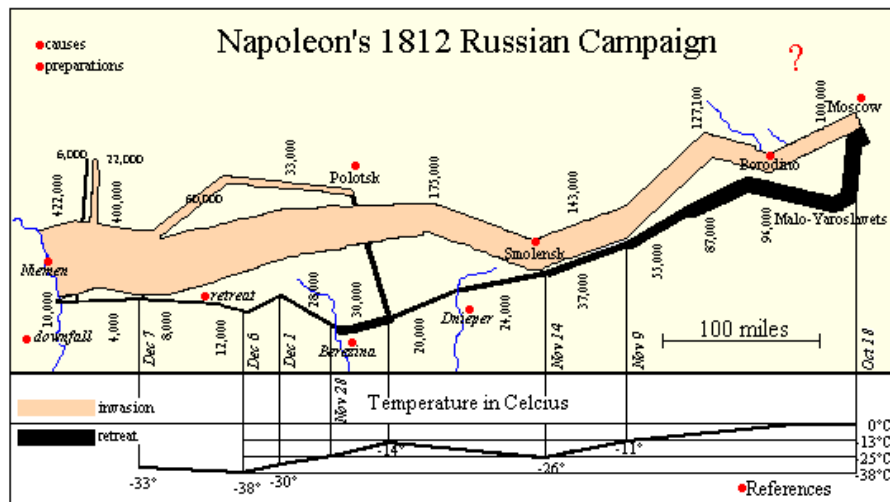 Napoleon's 1812 Russian Campaign
causes
preparations
?
Moscow
100,000
127,100
Borodino
6,000
22,000
33,000
Polotsk
60,000
175,000
143,000
422,000
400,000
Smolensk
Malo-Yaroslavets
96,000
87,000
55,000
37,000
24,000
20,000
30,000
28,000
12,000
8,000
4,000
10,000
Niemen
retreat
Dnieper
Berezina
downfall
100 miles
Dec 7
Dec 6
Dec 1
Nov 28
Nov 14
Nov 9
Oct 18
invasion
retreat
Temperature in Celcius
0°C
-13°C
-25°C
-38°C
-33°
-38°
-30°
-14°
-26°
-11°
References